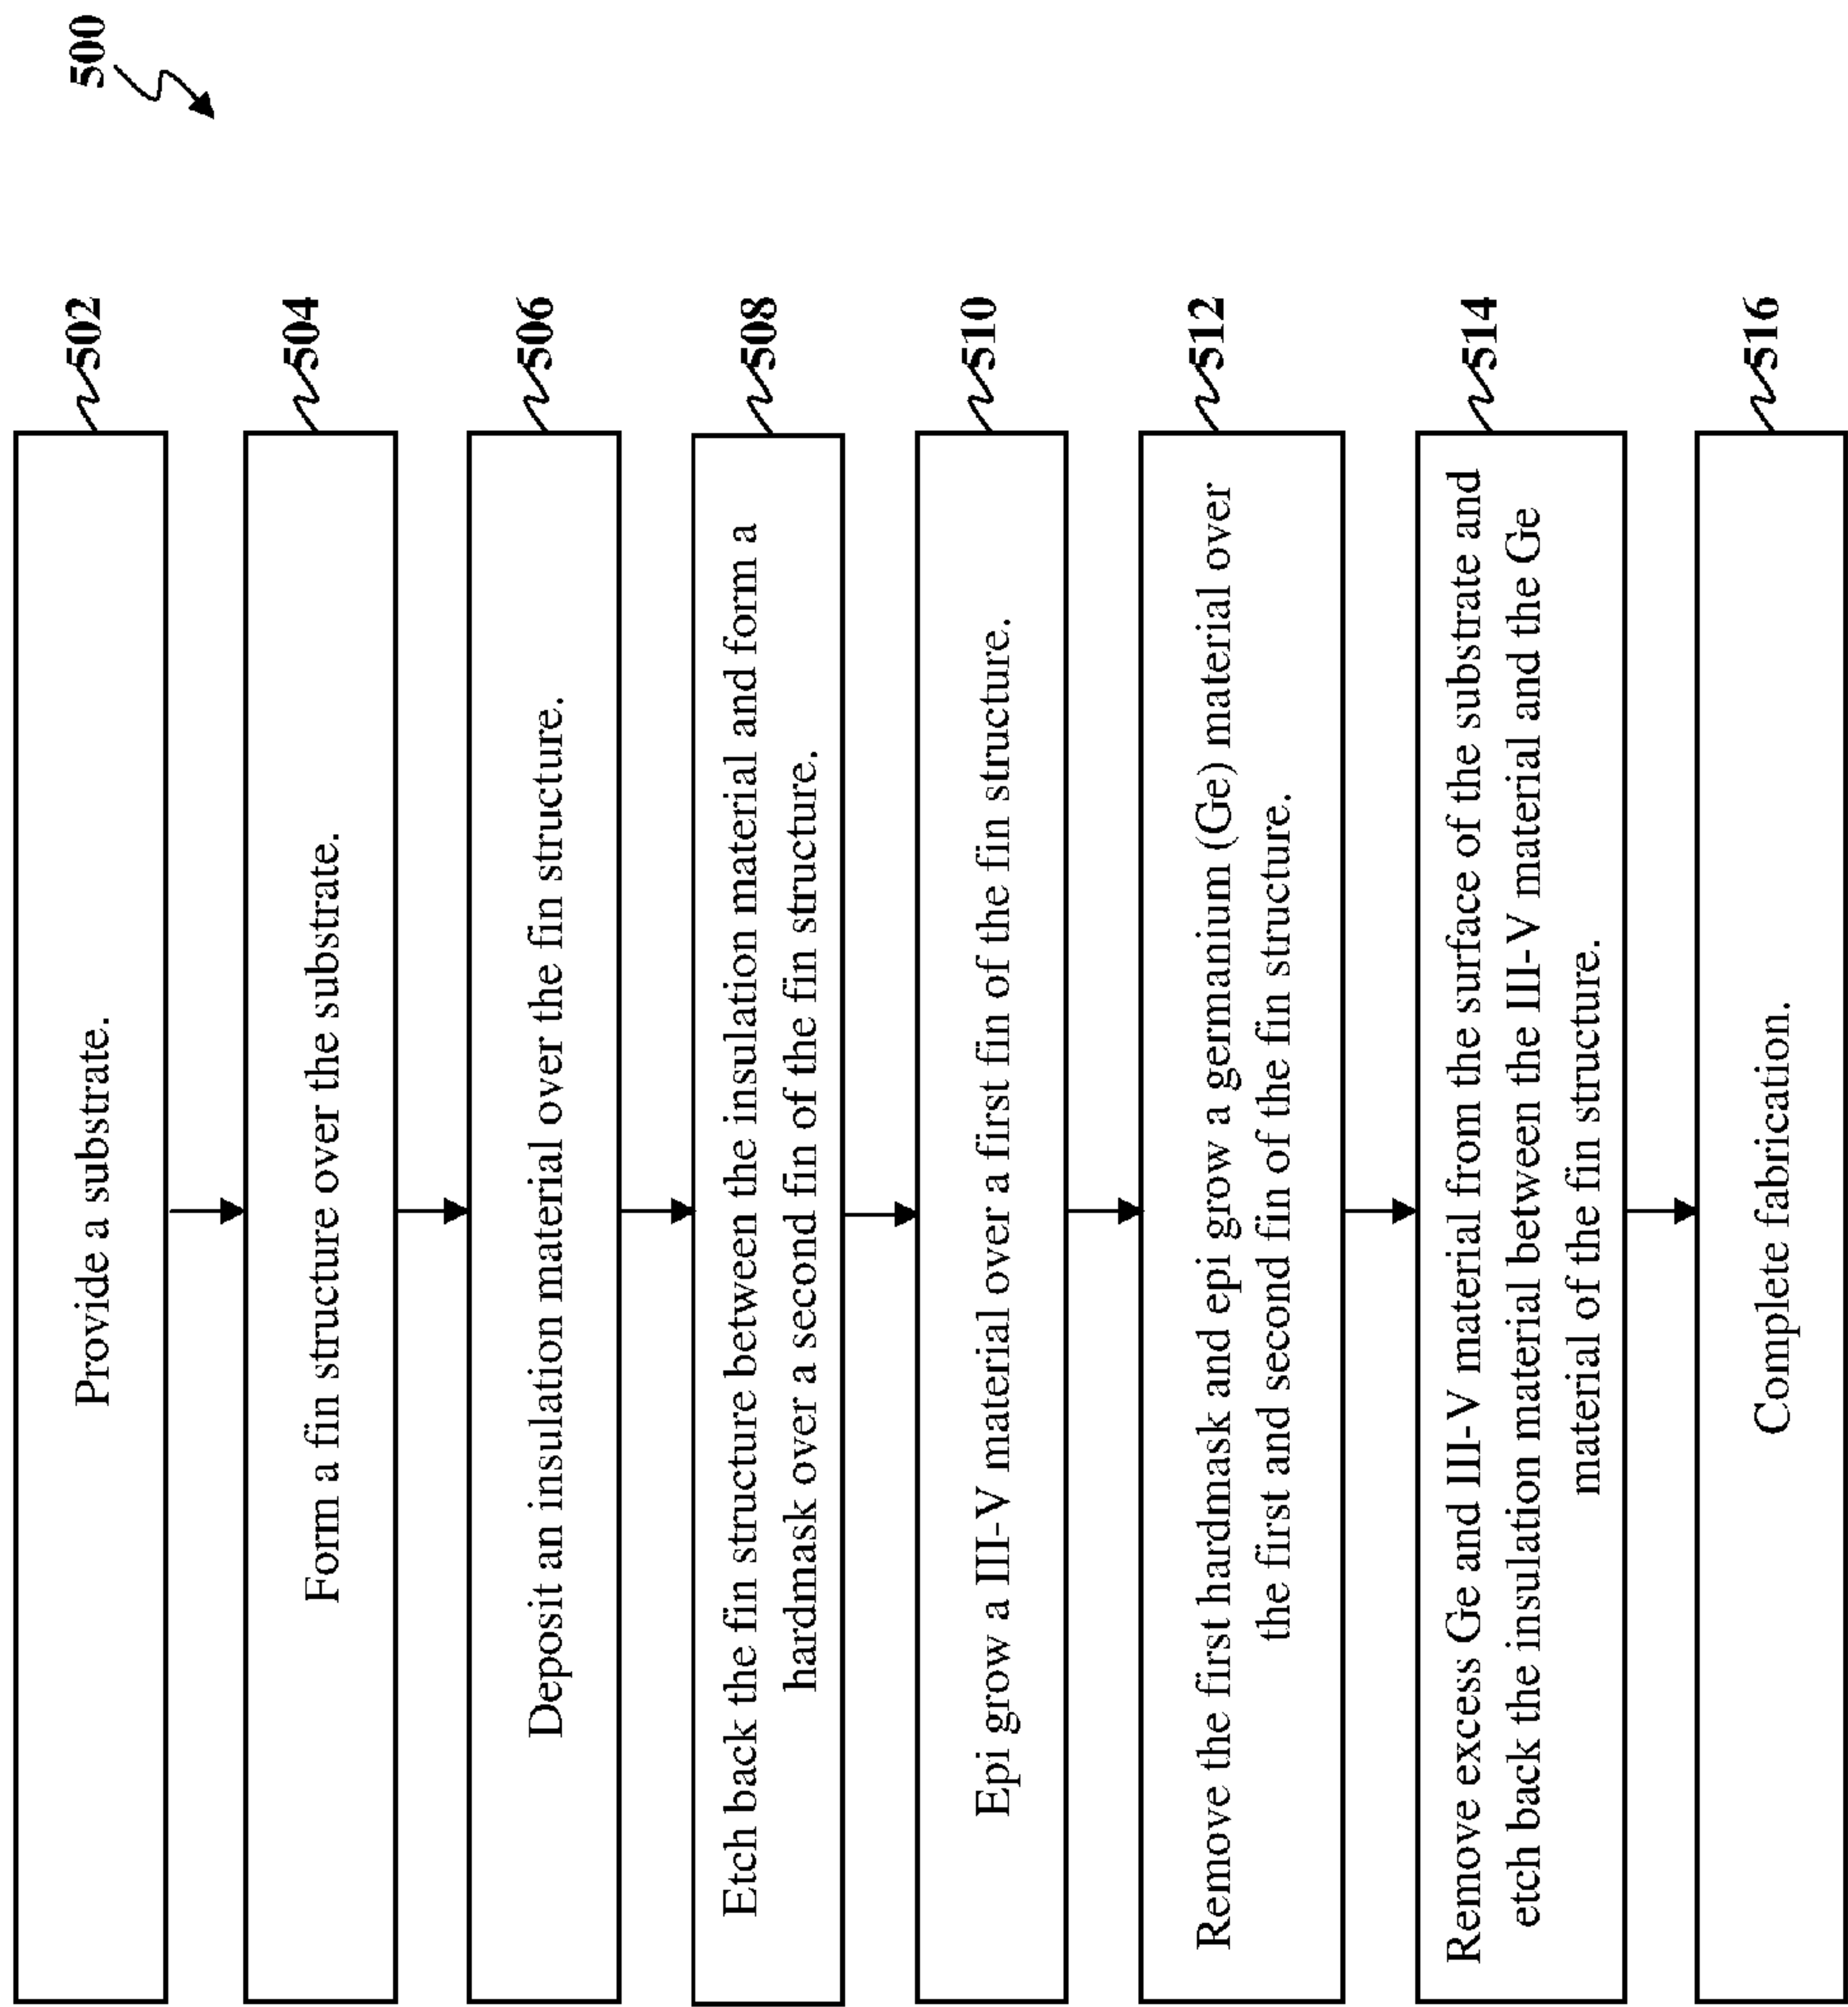 500
502
Provide a substrate.
504
Form a fin structure over the substrate.
506
Deposit an insulation material over the fin structure.
508
Etch back the fin structure between the insulation material and form a
hardmask over a second fin of the fin structure.
510
Epi grow a III-V material over a first fin of the fin structure.
512
Remove the first hardmask and epi grow a germanium (Ge) material over
the first and second fin of the fin structure.
514
Remove excess Ge and III-V material from the surface of the substrate and
etch back the insulation material between the III-V material and the Ge
material of the fin structure.
516
Complete fabrication.